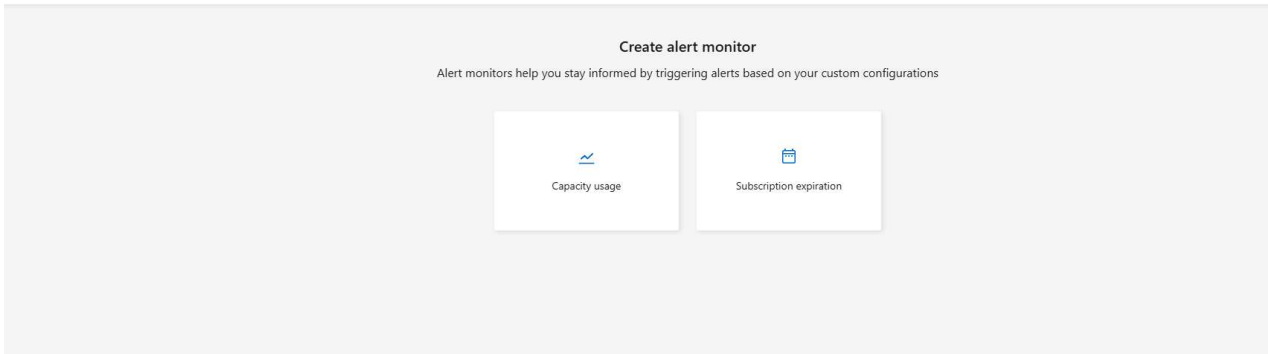 Create alert monitor
Alert monitors help you stay informed by triggering alerts based on your custom configurations
Capacity usage
Subscription expiration